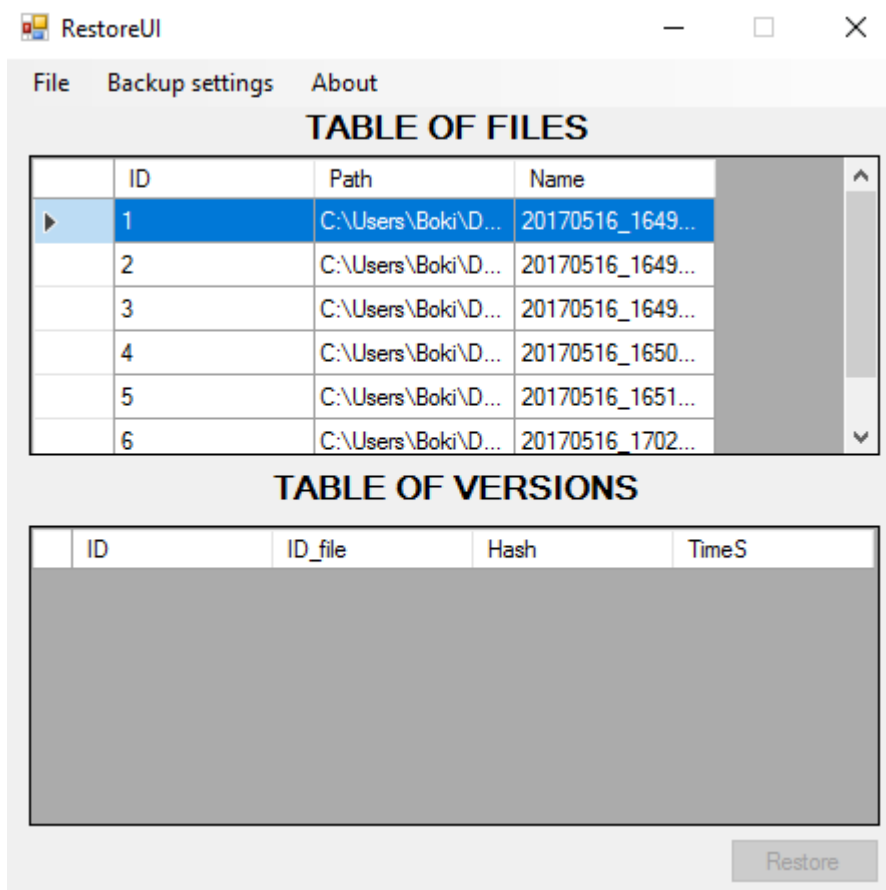 RestoreUI
File Backup settings About
TABLE OF FILES
ID Path Name
1 C:\Users\Boki\D... 20170516_1649...
2 C:\Users\Boki\D... 20170516_1649...
3 C:\Users\Boki\D... 20170516_1649...
4 C:\Users\Boki\D... 20170516_1650...
5 C:\Users\Boki\D... 20170516_1651...
6 C:\Users\Boki\D... 20170516_1702...
TABLE OF VERSIONS
ID ID_file Hash TimeS
Restore